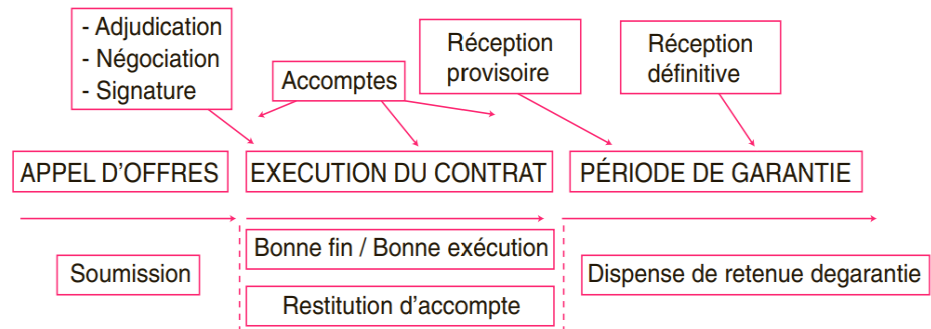 - Adjudication
- Négociation
- Signature
Accomptes
Réception
provisoire
Réception
définitive
APPEL D'OFFRES
EXECUTION DU CONTRAT
PÉRIODE DE GARANTIE
Soumission
Bonne fin / Bonne exécution
Restitution d'accompte
Dispense de retenue degarantie